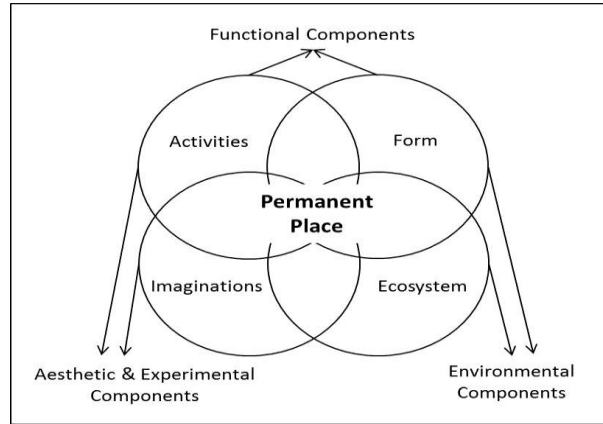 Functional Components
Activities
Form
Permanent
Place
Imaginations
Ecosystem
Aesthetic & Experimental
Components
Environmental
Components